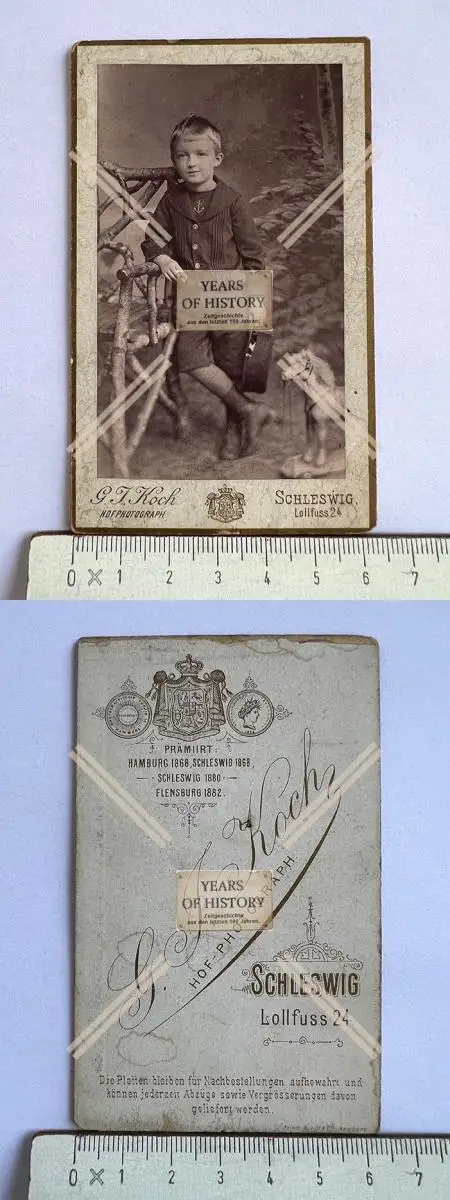 YEARS
OF HISTORY
Zeitgeschichte
aus den letzten 100 Jahren.
G. J. Koch
HOFPHOTOGRAPH
SCHLESWIG,
Lollfuss 24
0 1 2 3 4 5 6 7
PRÄMIIRT:
HAMBURG 1868, SCHLESWIG 1868,
SCHLESWIG 1880
FLENSBURG 1882.
G. J. Koch
HOF-PHOTOGRAPH
YEARS
OF HISTORY
Zeitgeschichte
aus den letzten 100 Jahren.
SCHLESWIG
Lollfuss 24
Die Platten bleiben für Nachbestellungen aufbewahrt und
können jederzeit Abzüge sowie Vergrösserungen davon
geliefert werden.
0 1 2 3 4 5 6 7